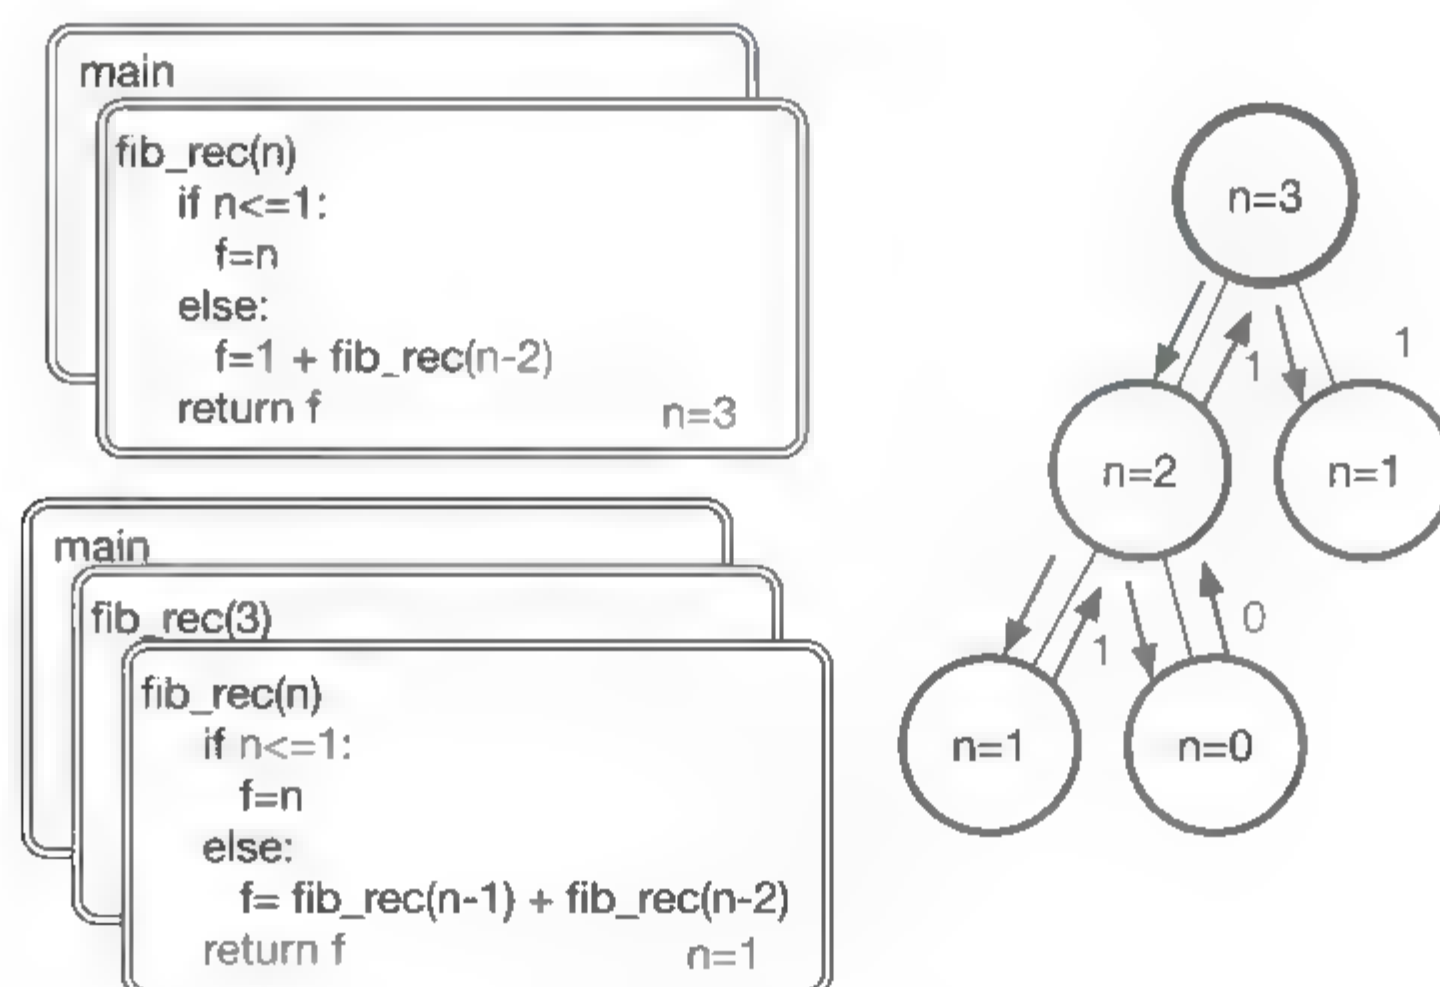 main
fib_rec(n)
if n<=1:
f=n
else:
f=1 + fib_rec(n-2)
return f
n=3
main
fib_rec(3)
fib_rec(n)
if n<=1:
f=n
else:
f= fib_rec(n-1) + fib_rec(n-2)
return f
n=1
n=3
1
1
n=2
n=1
1
0
n=1
n=0